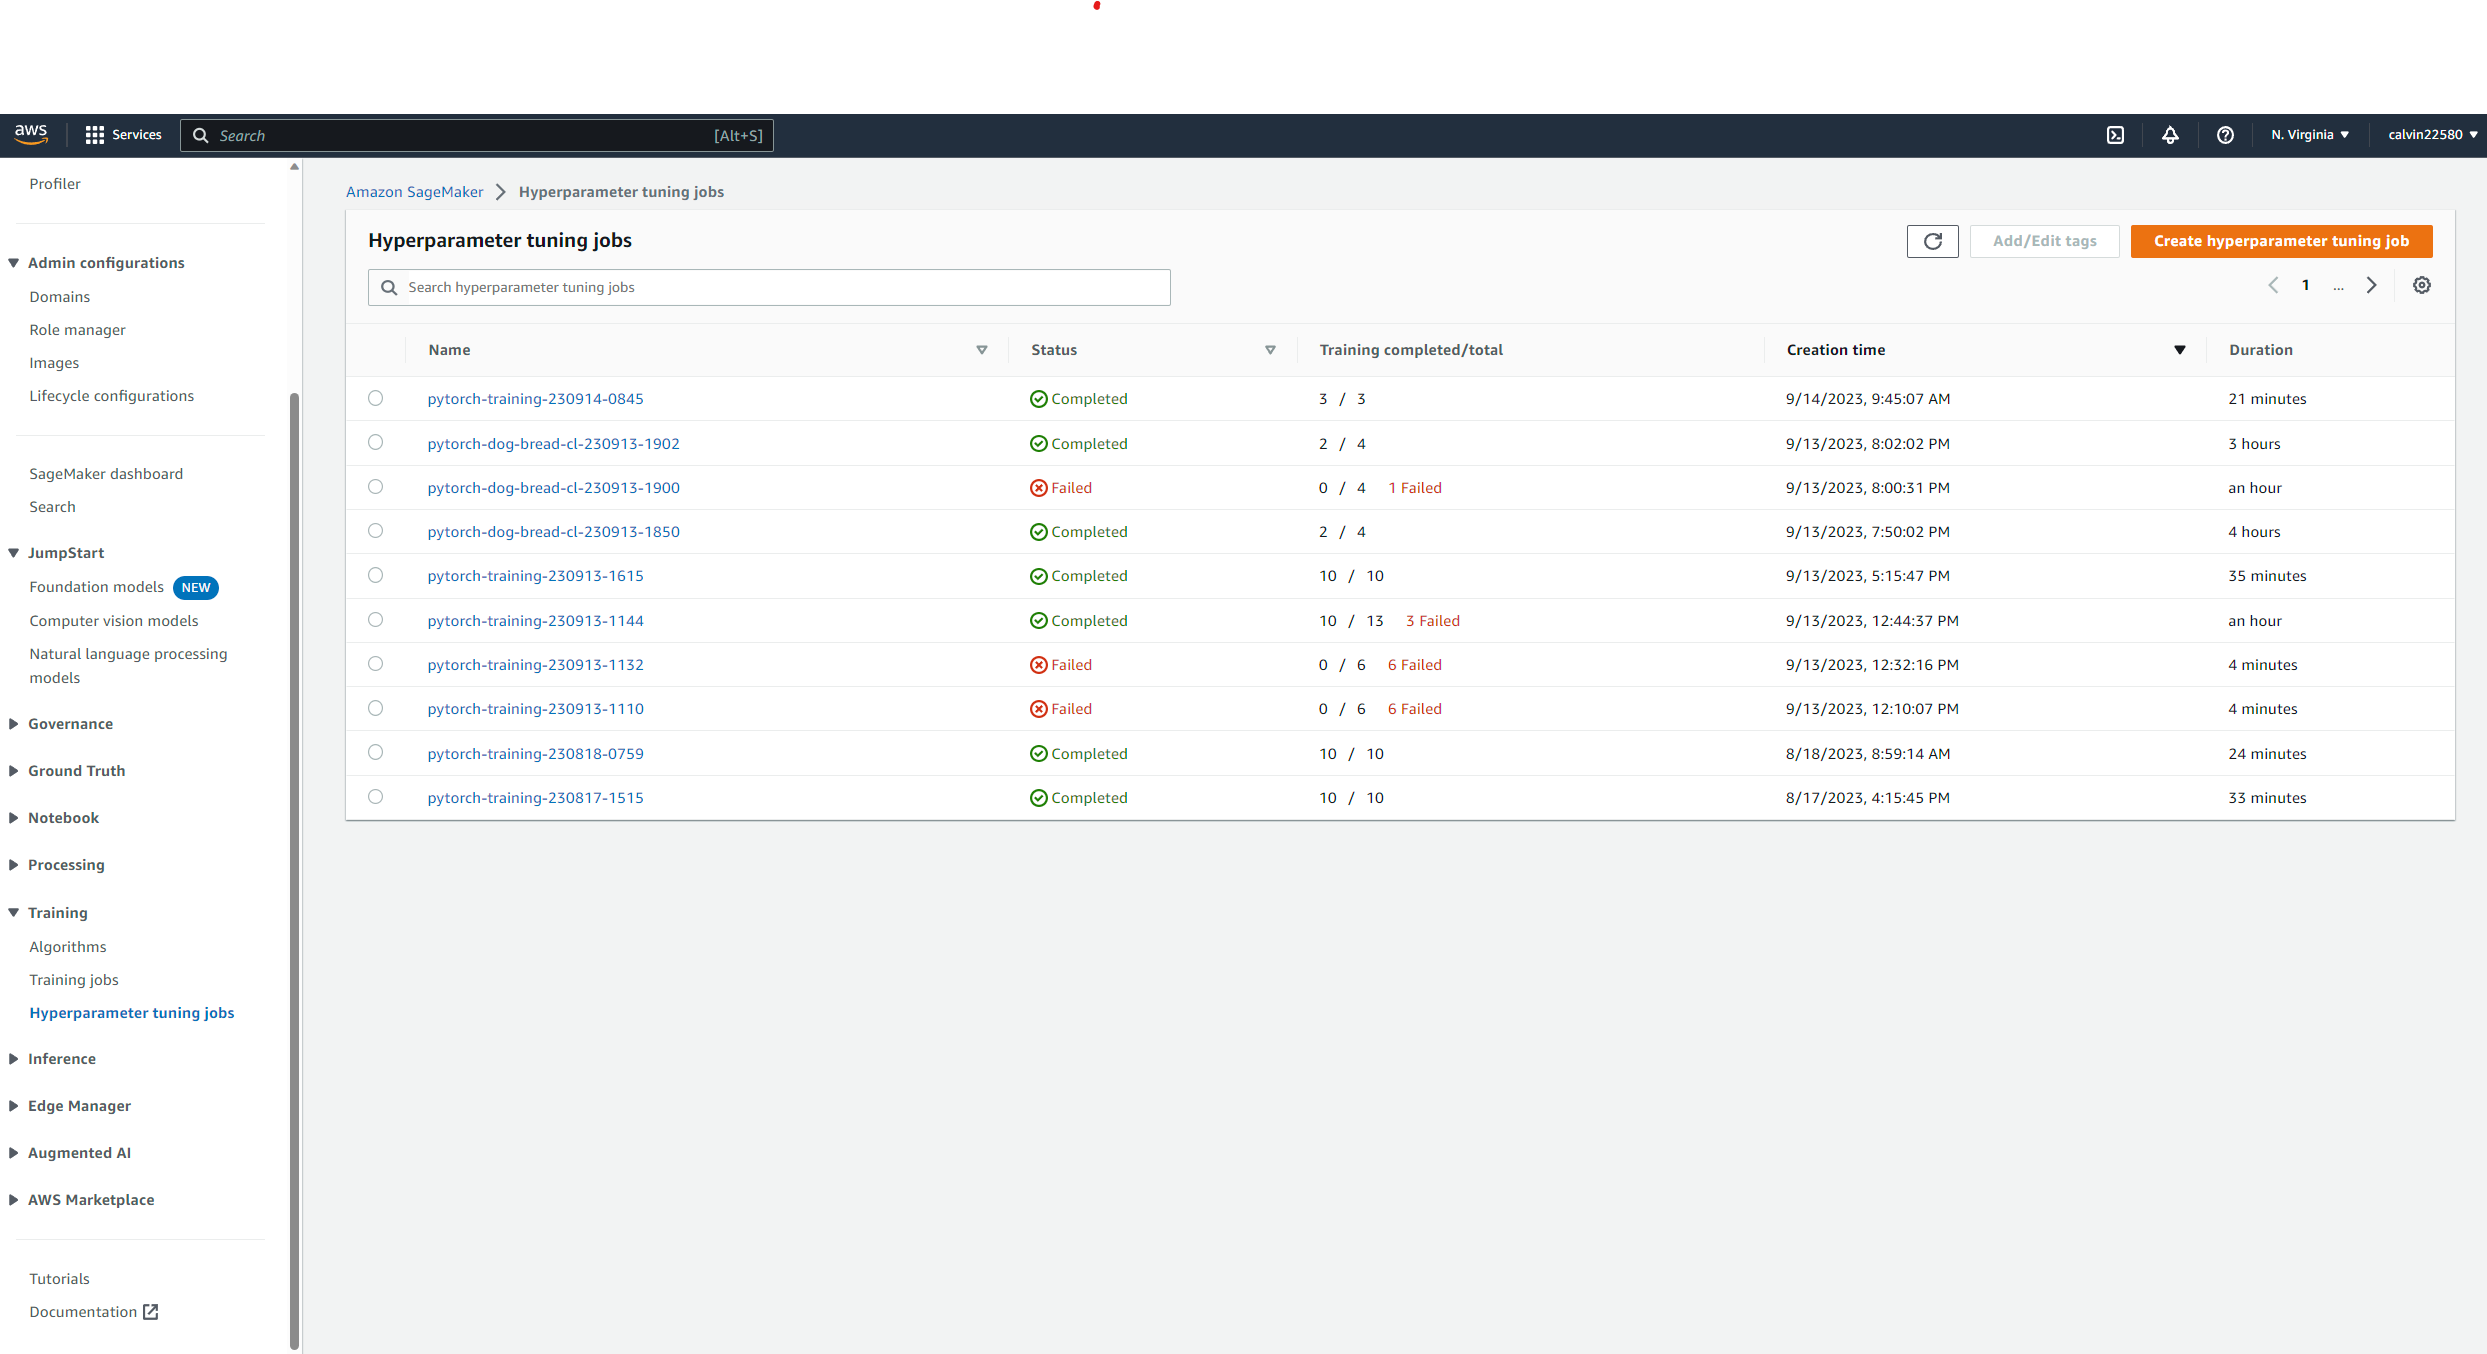 aws Services Search [Alt+S] N. Virginia calvin22580
Profiler
Admin configurations
Domains
Role manager
Images
Lifecycle configurations
SageMaker dashboard
Search
JumpStart
Foundation models NEW
Computer vision models
Natural language processing
models
Governance
Ground Truth
Notebook
Processing
Training
Algorithms
Training jobs
Hyperparameter tuning jobs
Inference
Edge Manager
Augmented AI
AWS Marketplace
Tutorials
Documentation
Amazon SageMaker Hyperparameter tuning jobs
Hyperparameter tuning jobs Add/Edit tags Create hyperparameter tuning job
Search hyperparameter tuning jobs 1 ...
Name Status Training completed/total Creation time Duration
pytorch-training-230914-0845 Completed 3 / 3 9/14/2023, 9:45:07 AM 21 minutes
pytorch-dog-bread-cl-230913-1902 Completed 2 / 4 9/13/2023, 8:02:02 PM 3 hours
pytorch-dog-bread-cl-230913-1900 Failed 0 / 4 1 Failed 9/13/2023, 8:00:31 PM an hour
pytorch-dog-bread-cl-230913-1850 Completed 2 / 4 9/13/2023, 7:50:02 PM 4 hours
pytorch-training-230913-1615 Completed 10 / 10 9/13/2023, 5:15:47 PM 35 minutes
pytorch-training-230913-1144 Completed 10 / 13 3 Failed 9/13/2023, 12:44:37 PM an hour
pytorch-training-230913-1132 Failed 0 / 6 6 Failed 9/13/2023, 12:32:16 PM 4 minutes
pytorch-training-230913-1110 Failed 0 / 6 6 Failed 9/13/2023, 12:10:07 PM 4 minutes
pytorch-training-230818-0759 Completed 10 / 10 8/18/2023, 8:59:14 AM 24 minutes
pytorch-training-230817-1515 Completed 10 / 10 8/17/2023, 4:15:45 PM 33 minutes